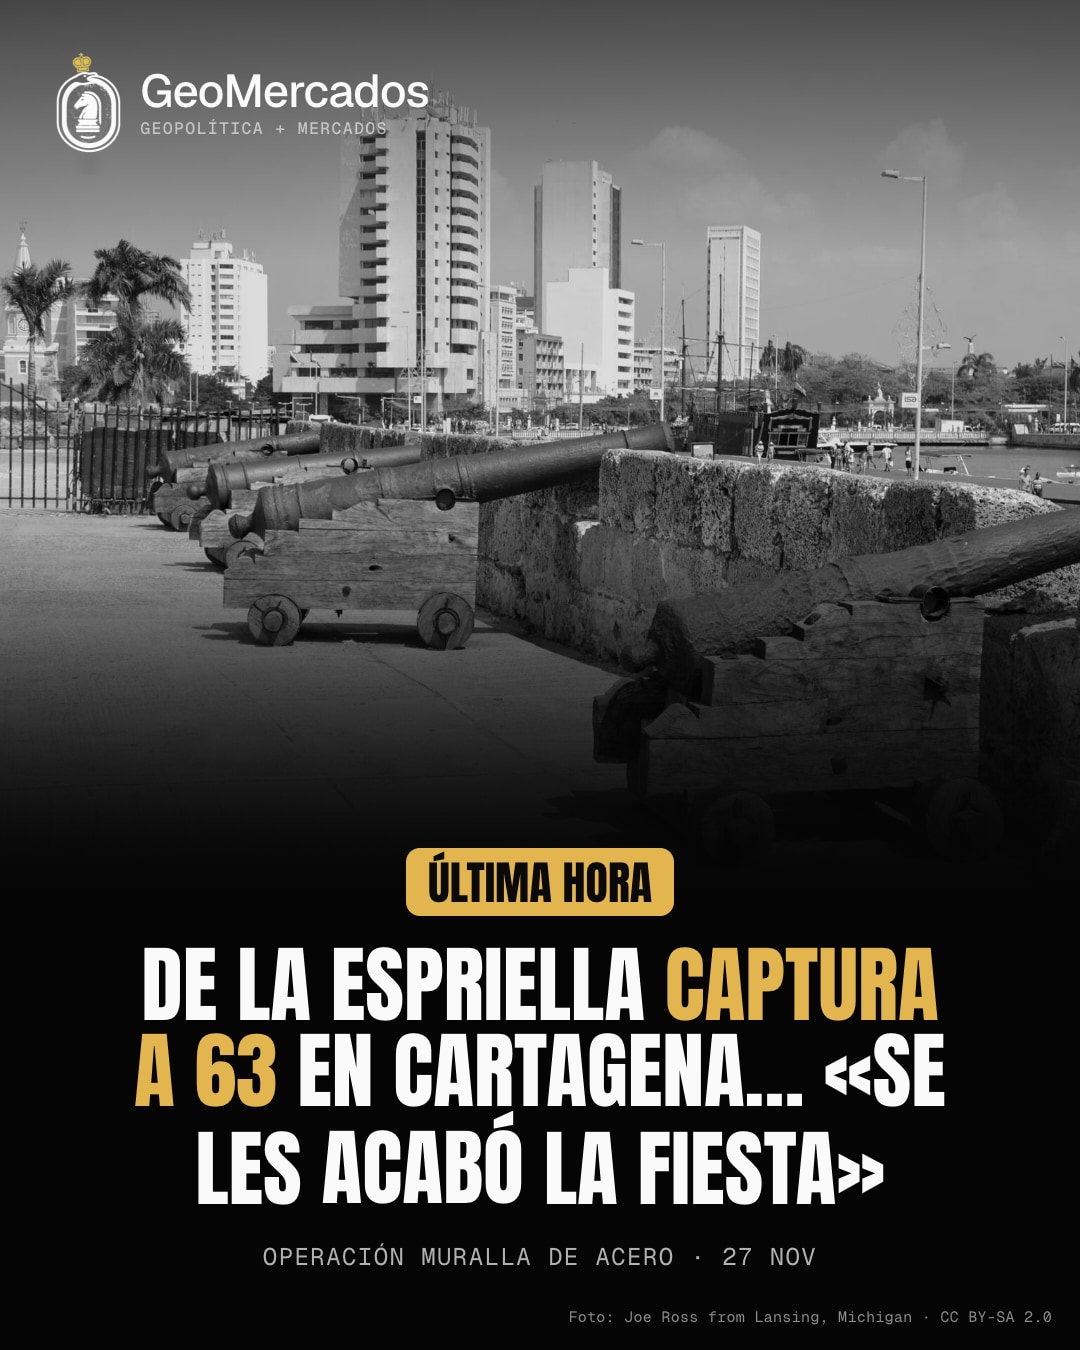 GeoMercados
GEOPOLÍTICA + MERCADOS
ÚLTIMA HORA
DE LA ESPRIELLA CAPTURA
A 63 EN CARTAGENA... «SE
LES ACABÓ LA FIESTA»
OPERACIÓN MURALLA DE ACERO · 27 NOV
Foto: Joe Ross from Lansing, Michigan · CC BY-SA 2.0